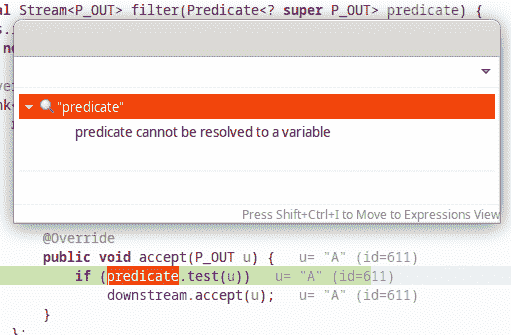 al Stream<P_OUT> filter(Predicate<? super P_OUT> predicate) {
s.
ne
"predicate"
predicate cannot be resolved to a variable
Press Shift+Ctrl+I to Move to Expressions View
@Override
public void accept(P_OUT u) { u= "A" (id=611)
if (predicate.test(u)) u= "A" (id=611)
downstream.accept(u); u= "A" (id=611)
}
};